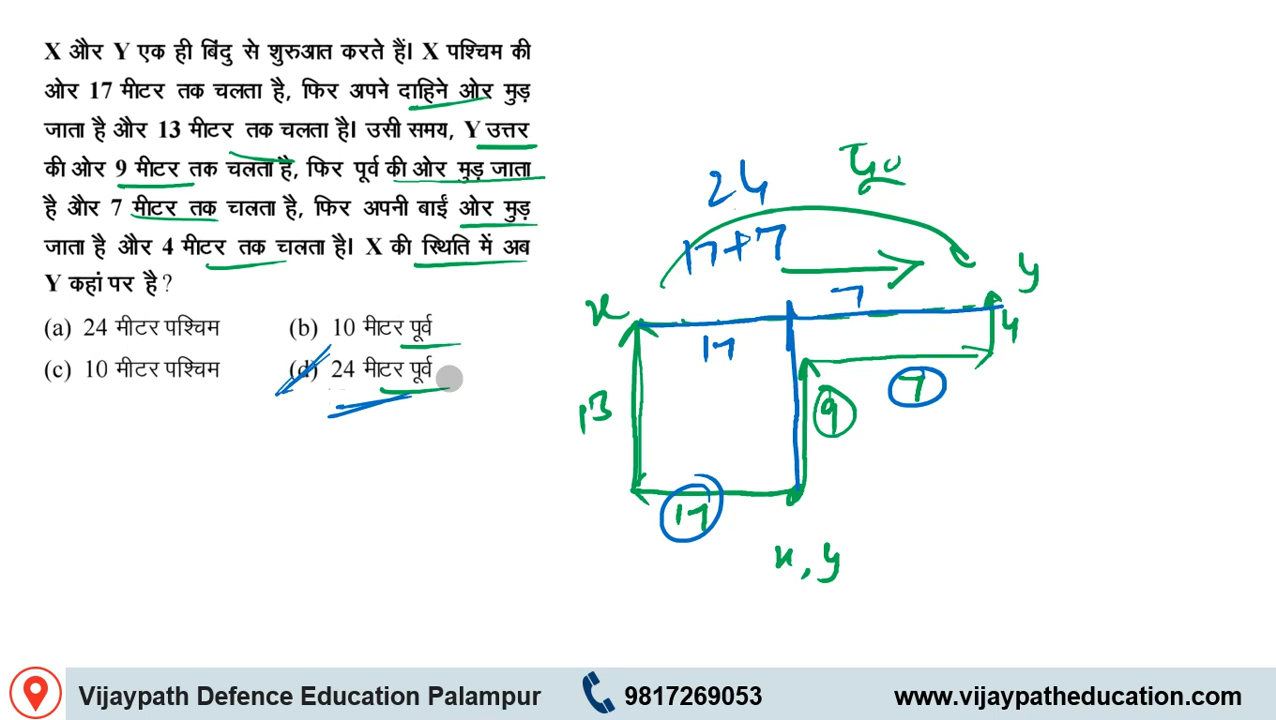 X और Y एक ही बिंदु से शुरुआत करते हैं। X पश्चिम की
ओर 17 मीटर तक चलता है, फिर अपने दाहिने ओर मुड़
जाता है और 13 मीटर तक चलता है। उसी समय, Y उत्तर
की ओर 9 मीटर तक चलता है, फिर पूर्व की ओर मुड़ जाता
है और 7 मीटर तक चलता है, फिर अपनी बाईं ओर मुड़
जाता है और 4 मीटर तक चलता है। X की स्थिति में अब
Y कहां पर है?
(a) 24 मीटर पश्चिम (b) 10 मीटर पूर्व
(c) 10 मीटर पश्चिम (d) 24 मीटर पूर्व
पू०
24
17+7
y
x
7
17
4
13
9
7
17
x, y
Vijaypath Defence Education Palampur 9817269053 www.vijaypatheducation.com